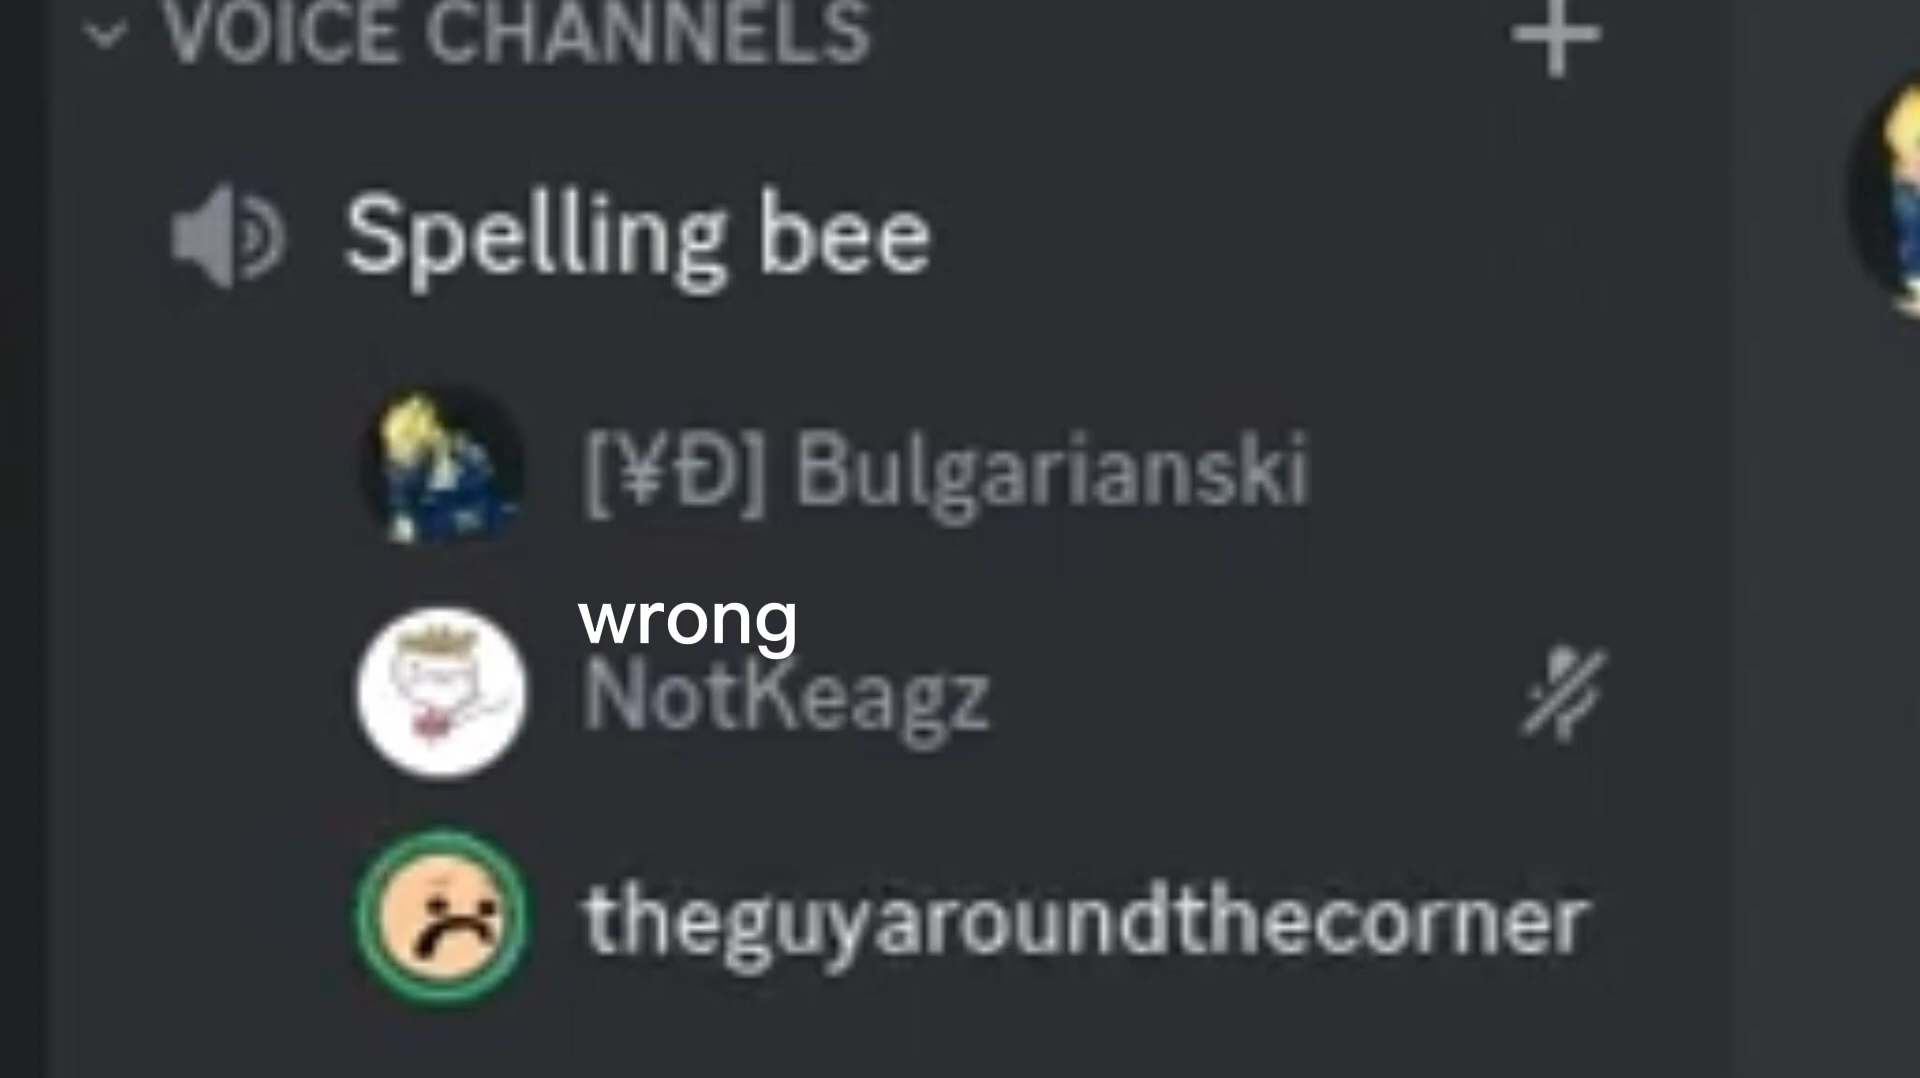 VOICE CHANNELS
Spelling bee
[¥Đ] Bulgarianski
wrong
NotKeagz
theguyaroundthecorner